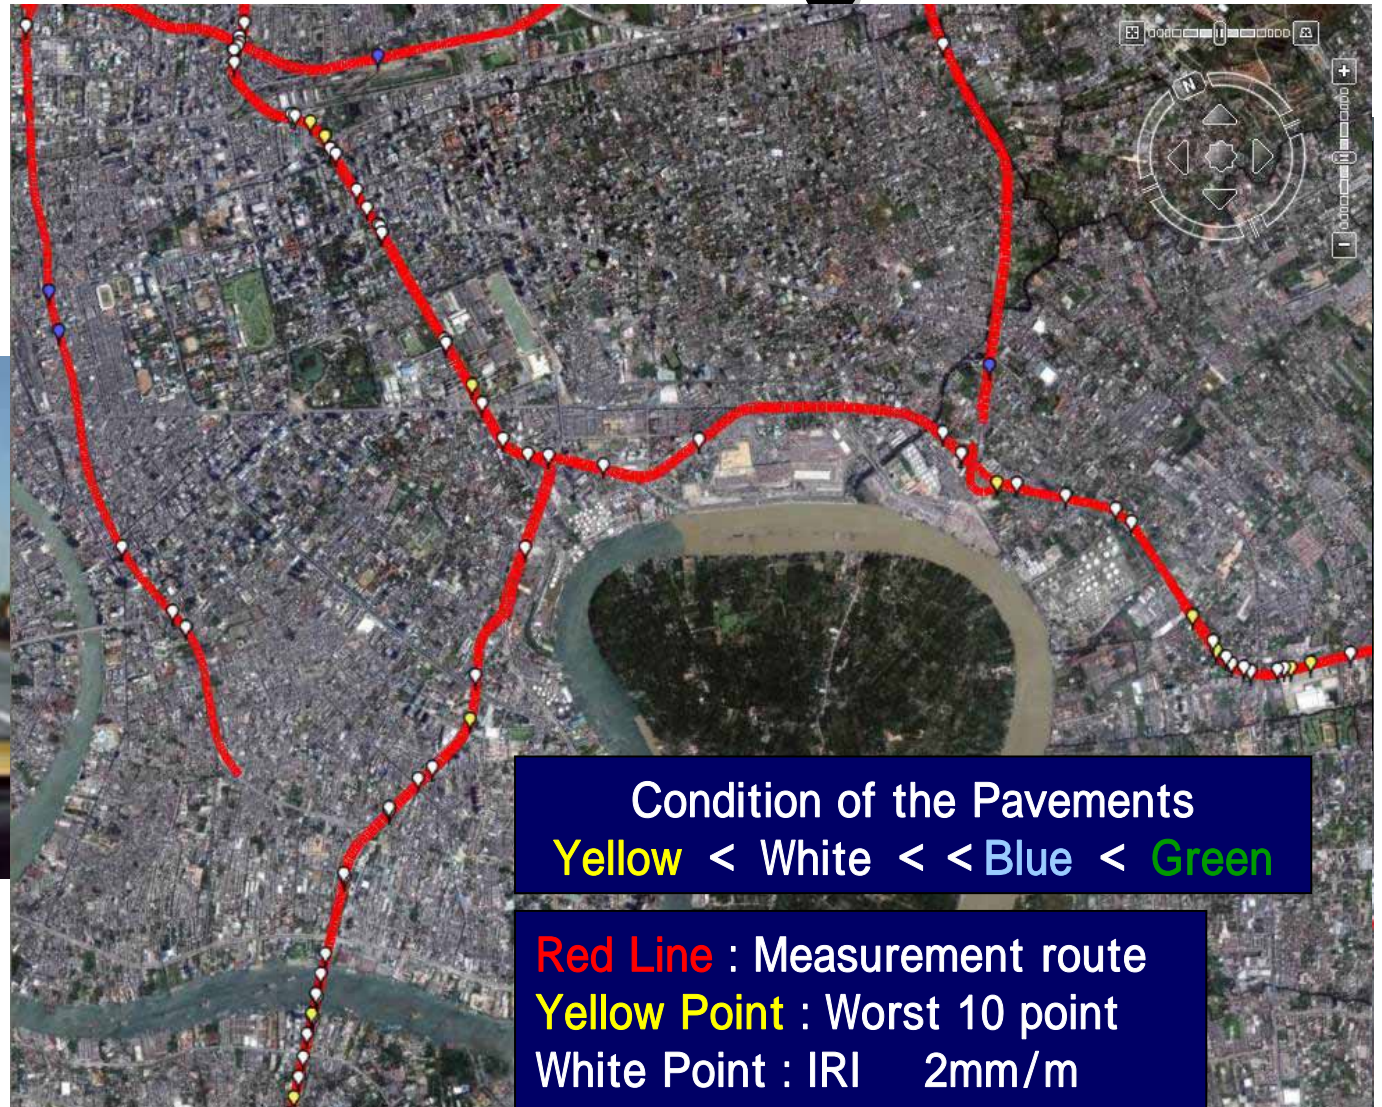 N
Condition of the Pavements
Yellow < White < < Blue < Green
Red Line : Measurement route
Yellow Point : Worst 10 point
White Point : IRI 2mm/m